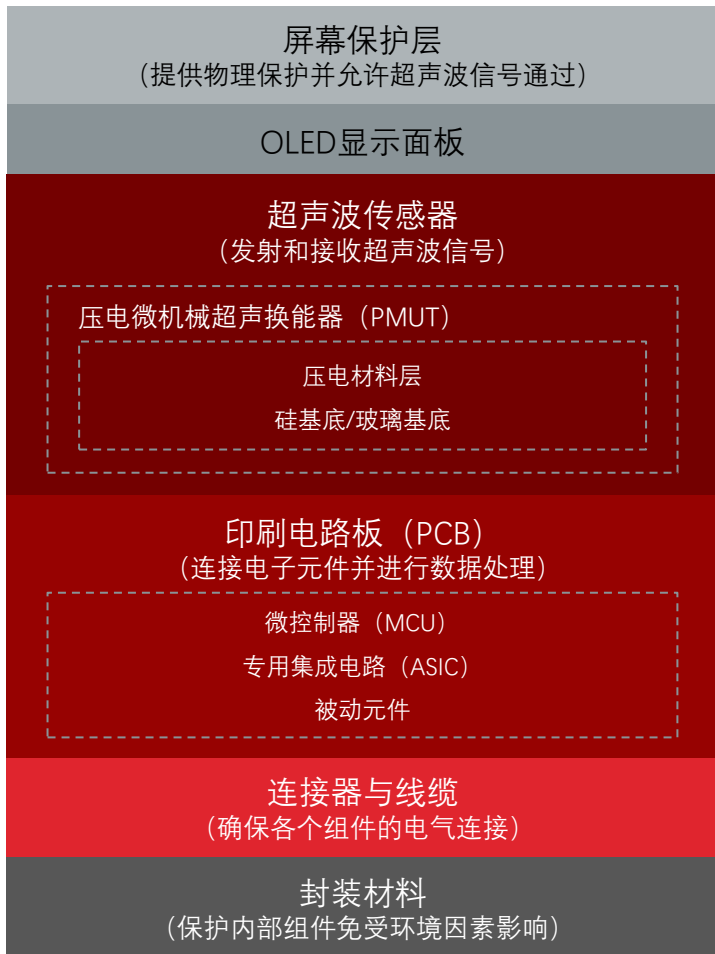 屏幕保护层
（提供物理保护并允许超声波信号通过）
OLED显示面板
超声波传感器
（发射和接收超声波信号）
压电微机械超声换能器（PMUT）
压电材料层
硅基底/玻璃基底
印刷电路板（PCB）
（连接电子元件并进行数据处理）
微控制器（MCU）
专用集成电路（ASIC）
被动元件
连接器与线缆
（确保各个组件的电气连接）
封装材料
（保护内部组件免受环境因素影响）